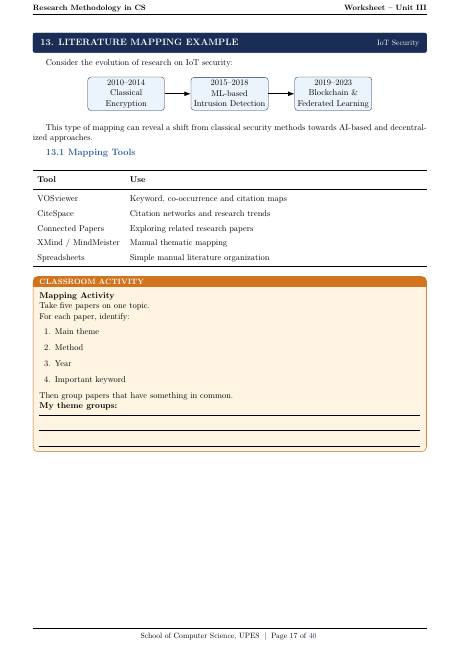 Research Methodology in CS Worksheet – Unit III
13. LITERATURE MAPPING EXAMPLE IoT Security
Consider the evolution of research on IoT security:
2010–2014
Classical
Encryption
2015–2018
ML-based
Intrusion Detection
2019–2023
Blockchain &
Federated Learning
This type of mapping can reveal a shift from classical security methods towards AI-based and decentral-
ized approaches.
13.1 Mapping Tools
Tool Use
VOSviewer Keyword, co-occurrence and citation maps
CiteSpace Citation networks and research trends
Connected Papers Exploring related research papers
XMind / MindMeister Manual thematic mapping
Spreadsheets Simple manual literature organization
CLASSROOM ACTIVITY
Mapping Activity
Take five papers on one topic.
For each paper, identify:
1. Main theme
2. Method
3. Year
4. Important keyword
Then group papers that have something in common.
My theme groups:
School of Computer Science, UPES | Page 17 of 40